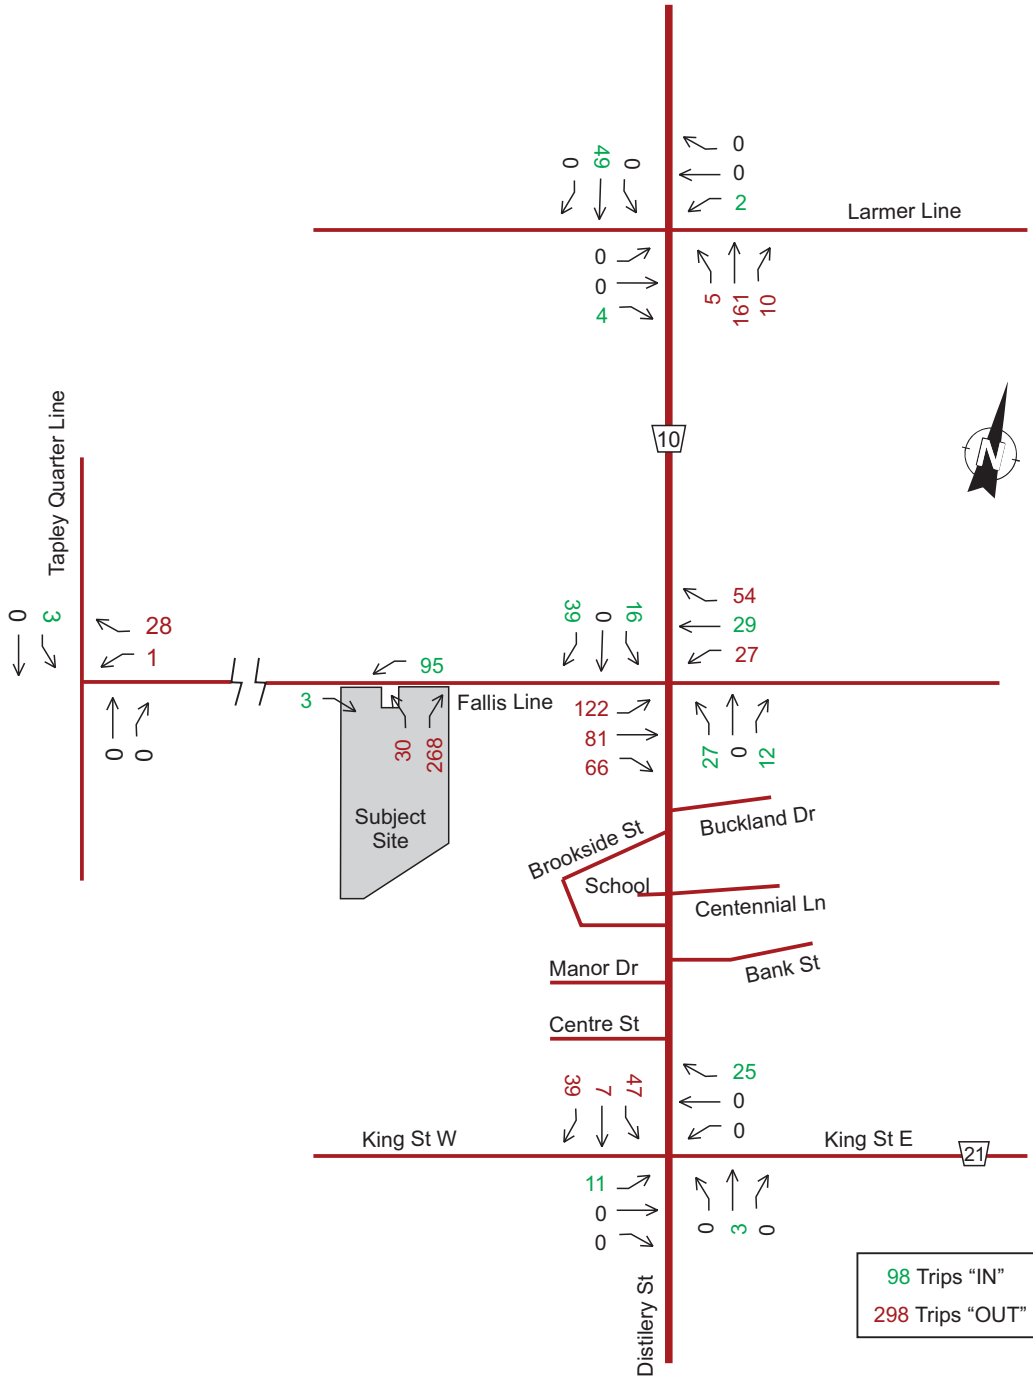 0
49
0
0
0
2
Larmer Line
0
0
4
5
161
10
10
N
Tapley Quarter Line
0
3
28
1
0
0
95
3
30
268
Fallis Line
Subject
Site
39
0
16
54
29
27
122
81
66
27
0
12
Buckland Dr
Brookside St
School
Centennial Ln
Bank St
Manor Dr
Centre St
39
7
47
25
0
0
King St W
King St E
21
11
0
0
0
3
0
Distilery St
98 Trips “IN”
298 Trips “OUT”